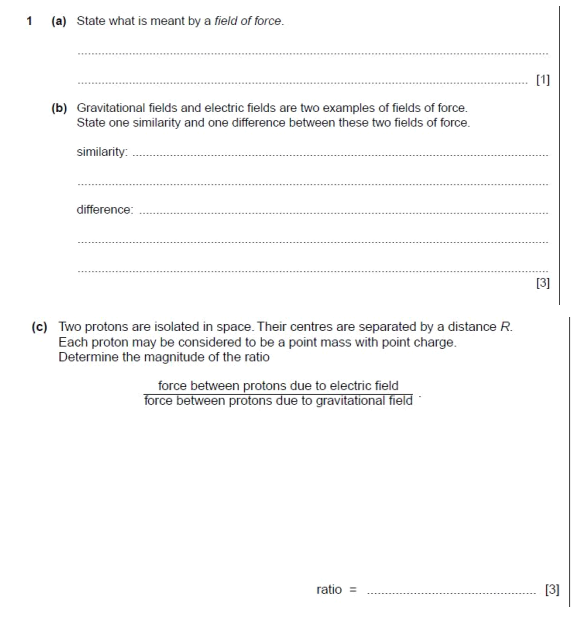 1 (a) State what is meant by a field of force.
[1]
(b) Gravitational fields and electric fields are two examples of fields of force.
State one similarity and one difference between these two fields of force.
similarity:
difference:
[3]
(c) Two protons are isolated in space. Their centres are separated by a distance R.
Each proton may be considered to be a point mass with point charge.
Determine the magnitude of the ratio
force between protons due to electric field
force between protons due to gravitational field .
ratio = [3]